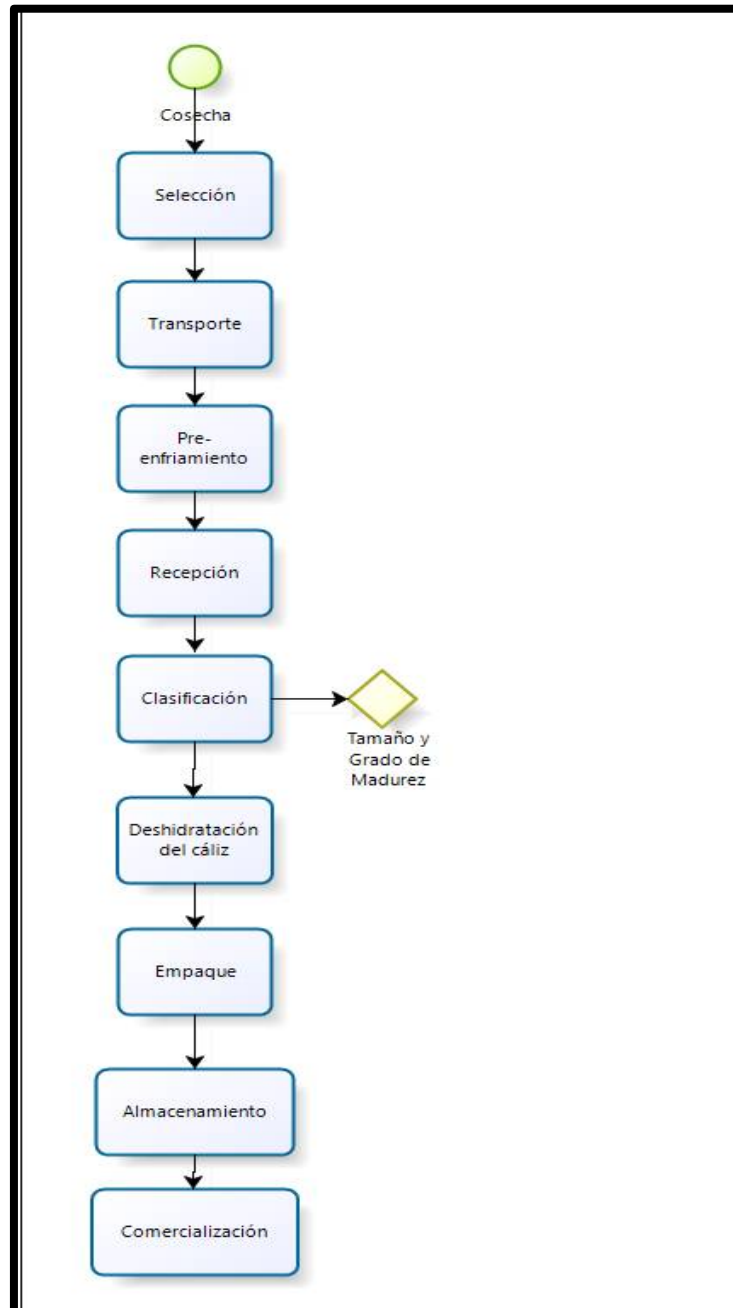 Cosecha
Selección
Transporte
Pre-
enfriamiento
Recepción
Clasificación
Tamaño y
Grado de
Madurez
Deshidratación
del cáliz
Empaque
Almacenamiento
Comercialización